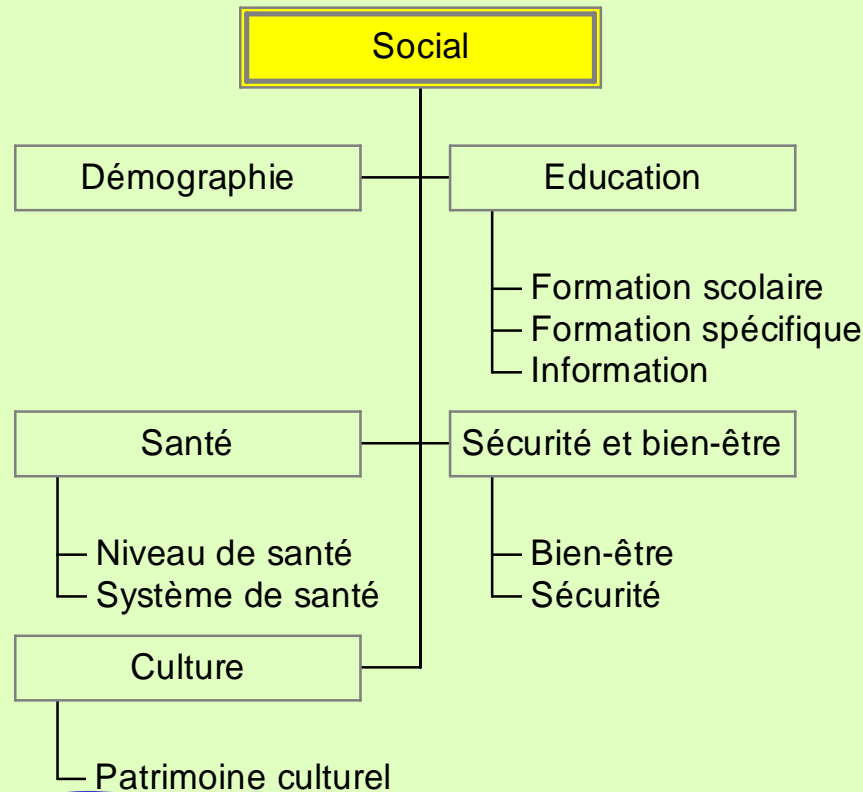 Social
Démographie
Education
Formation scolaire
Formation spécifique
Information
Santé
Sécurité et bien-être
Niveau de santé
Système de santé
Bien-être
Sécurité
Culture
Patrimoine culturel